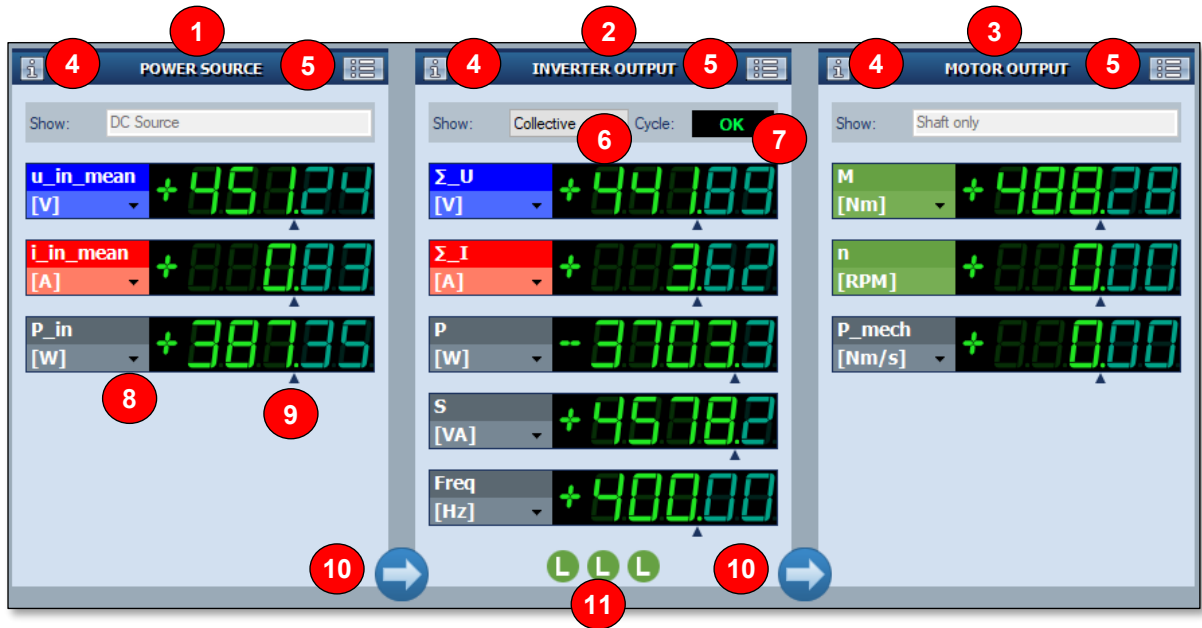 1
2
3
4
POWER SOURCE
5
4
INVERTER OUTPUT
5
4
MOTOR OUTPUT
5
Show: DC Source
Show: Collective Cycle: OK
Show: Shaft only
6
7
u_in_mean
[V]
+451.24
i_in_mean
[A]
+0.83
P_in
[W]
+387.35
8
9
Σ_U
[V]
+441.89
Σ_I
[A]
+3.62
P
[W]
-3703.3
S
[VA]
+4578.2
Freq
[Hz]
+400.00
M
[Nm]
+488.28
n
[RPM]
+0.00
P_mech
[Nm/s]
+0.00
10
L L L
10
11